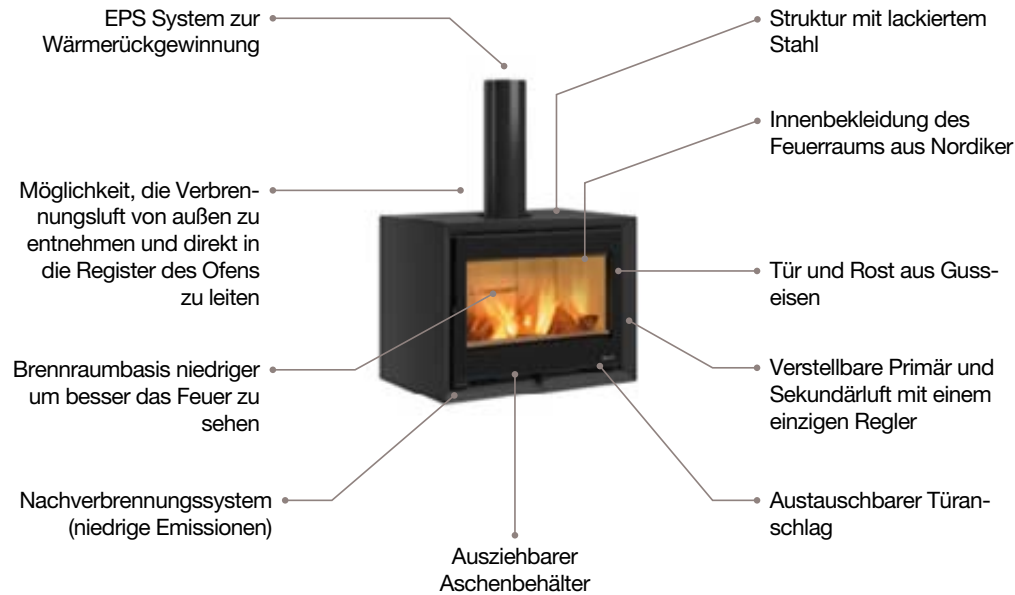 EPS System zur
Wärmerückgewinnung
Struktur mit lackiertem
Stahl
Innenbekleidung des
Feuerraums aus Nordiker
Möglichkeit, die Verbren-
nungsluft von außen zu
entnehmen und direkt in
die Register des Ofens
zu leiten
Tür und Rost aus Guss-
eisen
Brennraumbasis niedriger
um besser das Feuer zu
sehen
Verstellbare Primär und
Sekundärluft mit einem
einzigen Regler
Nachverbrennungssystem
(niedrige Emissionen)
Austauschbarer Türan-
schlag
Ausziehbarer
Aschenbehälter